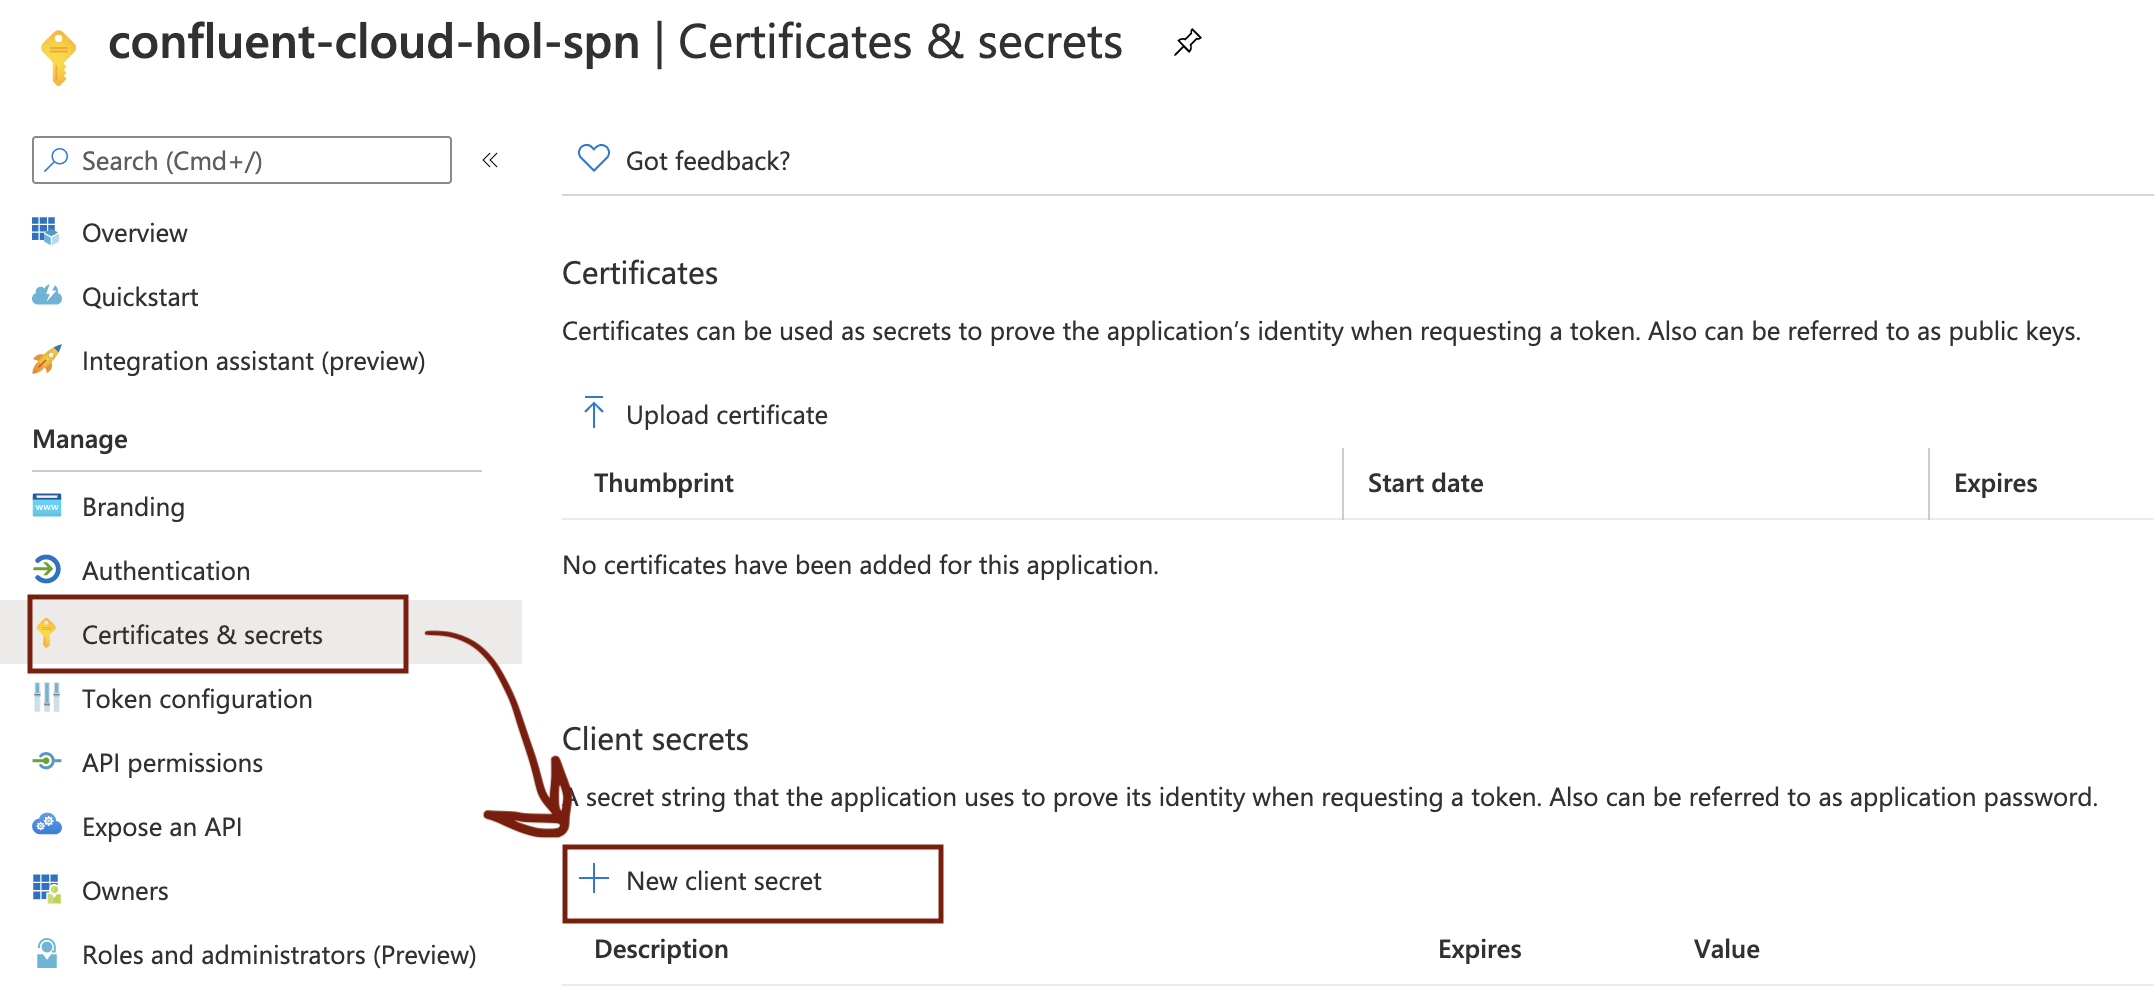 confluent-cloud-hol-spn | Certificates & secrets
Search (Cmd+/)
«
Overview
Quickstart
Integration assistant (preview)
Manage
Branding
Authentication
Certificates & secrets
Token configuration
API permissions
Expose an API
Owners
Roles and administrators (Preview)
Got feedback?
Certificates
Certificates can be used as secrets to prove the application’s identity when requesting a token. Also can be referred to as public keys.
Upload certificate
Thumbprint Start date Expires
No certificates have been added for this application.
Client secrets
A secret string that the application uses to prove its identity when requesting a token. Also can be referred to as application password.
New client secret
Description Expires Value